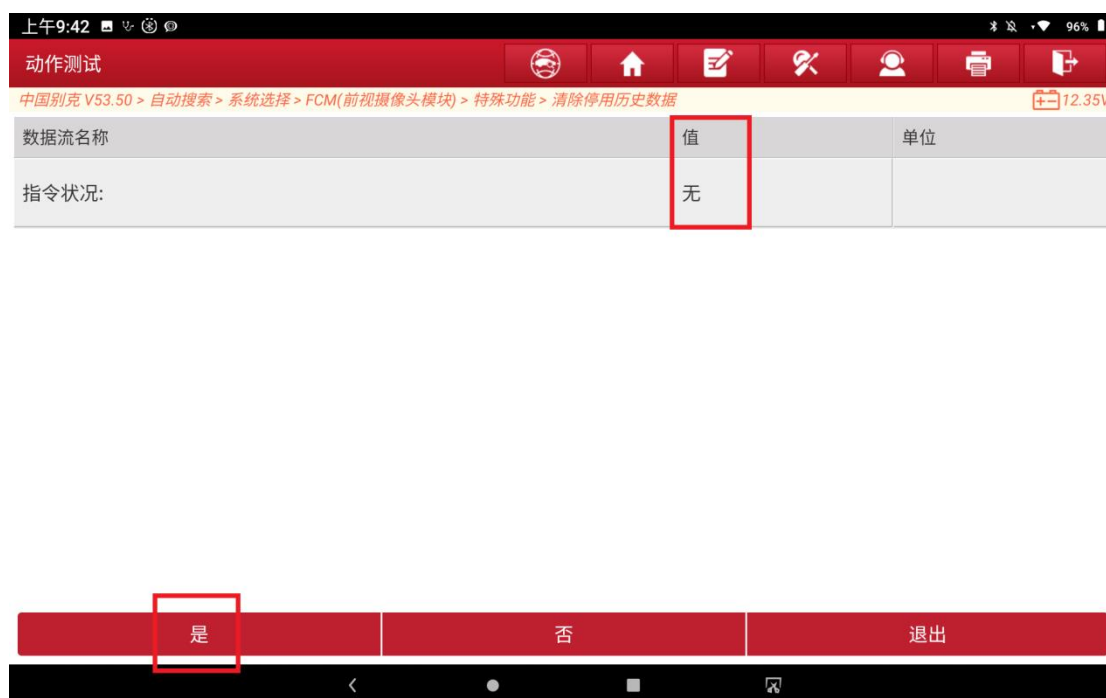 上午9:42 96%
动作测试
中国别克 V53.50 > 自动搜索 > 系统选择 > FCM(前视摄像头模块) > 特殊功能 > 清除停用历史数据 12.35V
数据流名称 值 单位
指令状况: 无
是 否 退出